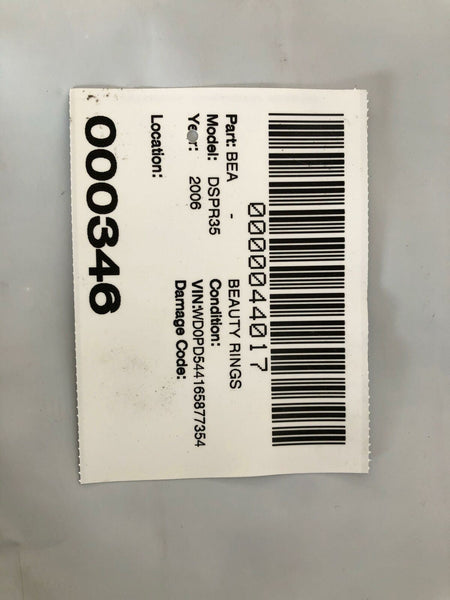 0000044017
Part: BEA - BEAUTY RINGS
Model: DSPR35 Condition:
Year: 2006 VIN:WD0PD544165877354
Damage Code:
Location:
000346